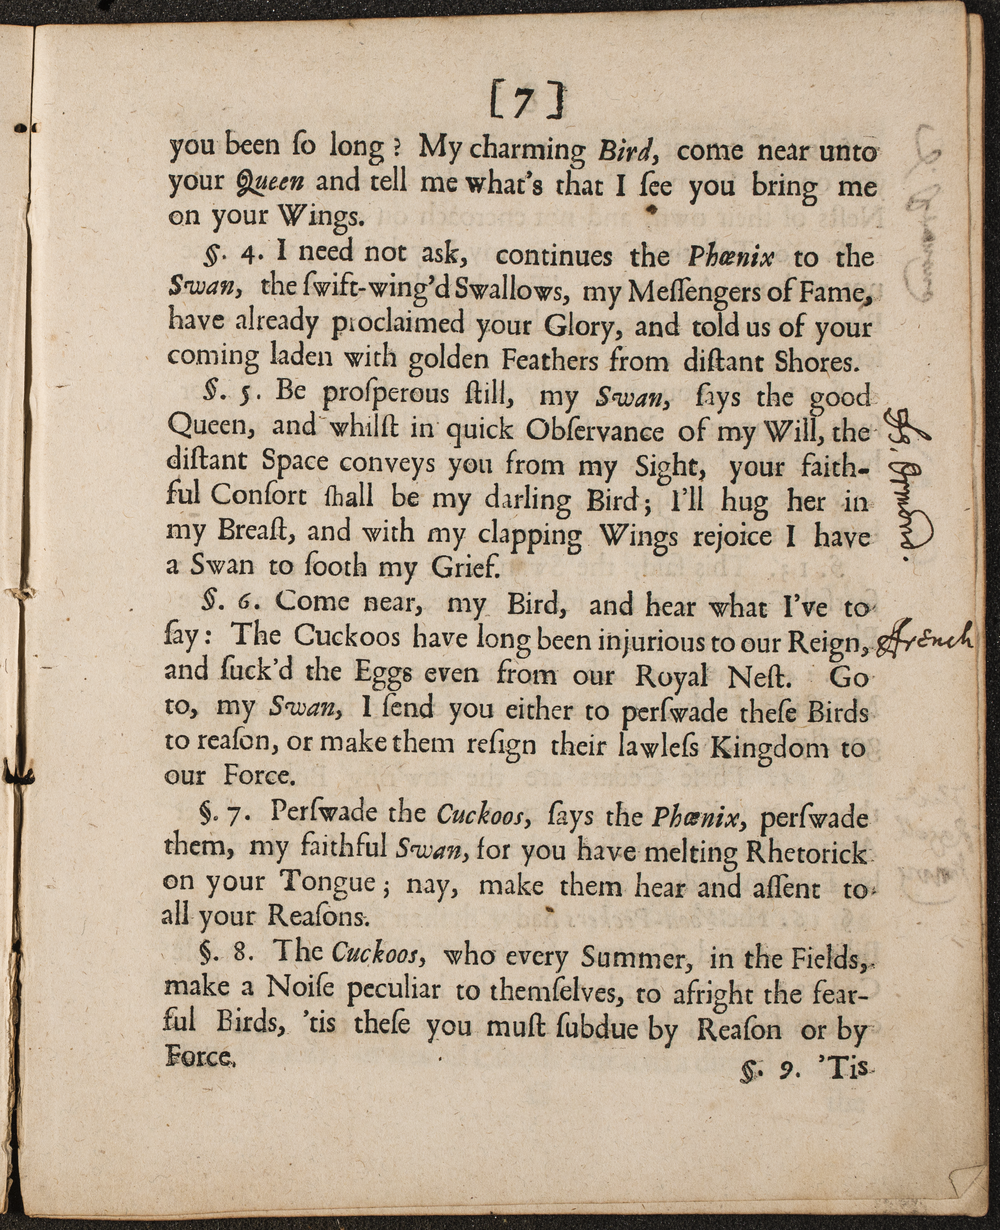 [7]
you been ſo long? My charming Bird, come near unto
your Queen and tell me what's that I ſee you bring me
on your Wings.
§. 4. I need not ask, continues the Phœnix to the
Swan, the ſwift-wing'd Swallows, my Meſſengers of Fame,
have already proclaimed your Glory, and told us of your
coming laden with golden Feathers from diſtant Shores.
§. 5. Be proſperous ſtill, my Swan, ſays the good
Queen, and whilſt in quick Obſervance of my Will, the
diſtant Space conveys you from my Sight, your faith-
ful Conſort ſhall be my darling Bird; I'll hug her in
my Breaſt, and with my clapping Wings rejoice I have
a Swan to ſooth my Grief.
§. 6. Come near, my Bird, and hear what I've to
ſay: The Cuckoos have long been injurious to our Reign,
French
and ſuck'd the Eggs even from our Royal Neſt. Go
to, my Swan, I ſend you either to perſwade theſe Birds
to reaſon, or make them reſign their lawleſs Kingdom to
our Force.
§. 7. Perſwade the Cuckoos, ſays the Phœnix, perſwade
them, my faithful Swan, for you have melting Rhetorick
on your Tongue; nay, make them hear and aſſent to
all your Reaſons.
§. 8. The Cuckoos, who every Summer, in the Fields,
make a Noiſe peculiar to themſelves, to afright the fear-
ful Birds, 'tis theſe you muſt ſubdue by Reaſon or by
Force.
§. 9. 'Tis